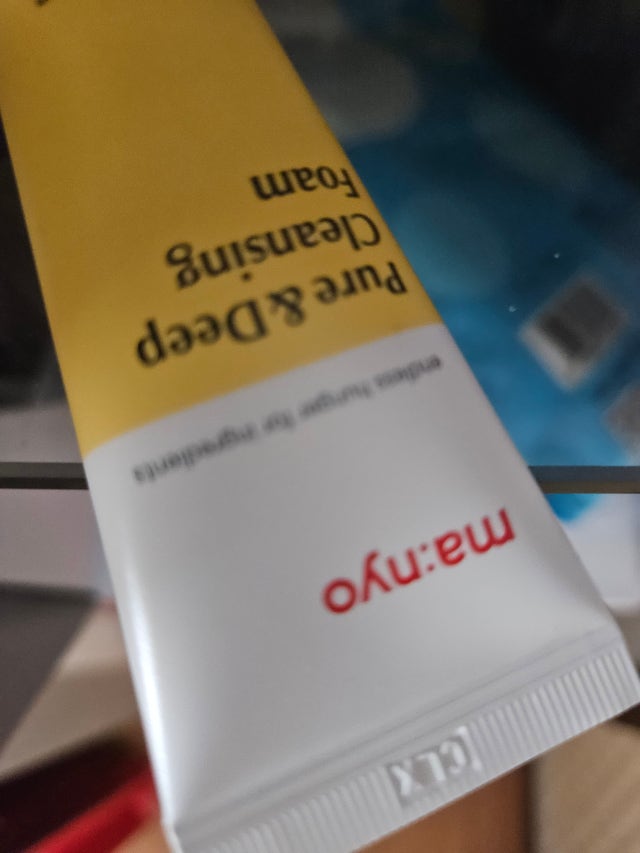 ma:nyo
endless hunger for ingredients
Pure & Deep
Cleansing
Foam
CLX